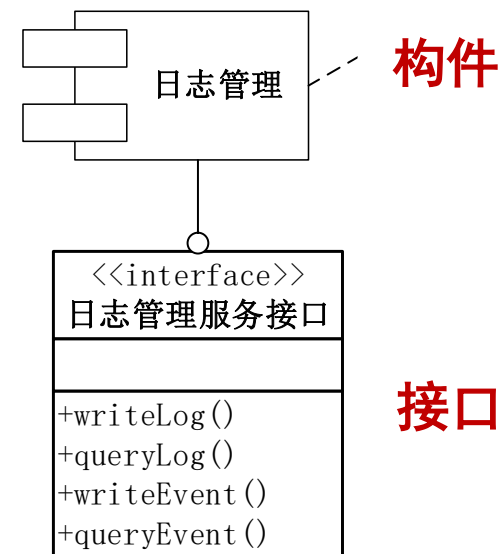 日志管理
构件
<<interface>>
日志管理服务接口
+writeLog()
+queryLog()
+writeEvent()
+queryEvent()
接口